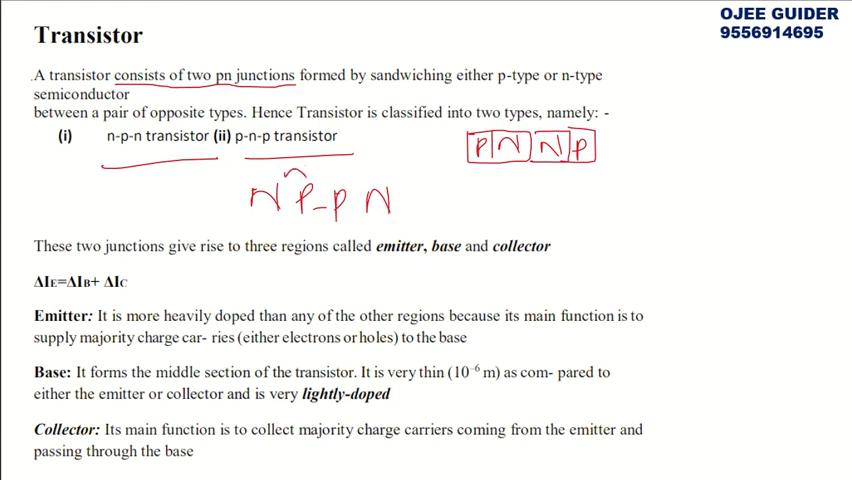 OJEE GUIDER
9556914695
Transistor
.A transistor consists of two pn junctions formed by sandwiching either p-type or n-type
semiconductor
between a pair of opposite types. Hence Transistor is classified into two types, namely: -
(i) n-p-n transistor (ii) p-n-p transistor
P N N P
N P - P N
These two junctions give rise to three regions called emitter, base and collector
ΔIE=ΔIB+ ΔIC
Emitter: It is more heavily doped than any of the other regions because its main function is to
supply majority charge car- ries (either electrons or holes) to the base
Base: It forms the middle section of the transistor. It is very thin (10⁻⁶ m) as com- pared to
either the emitter or collector and is very lightly-doped
Collector: Its main function is to collect majority charge carriers coming from the emitter and
passing through the base